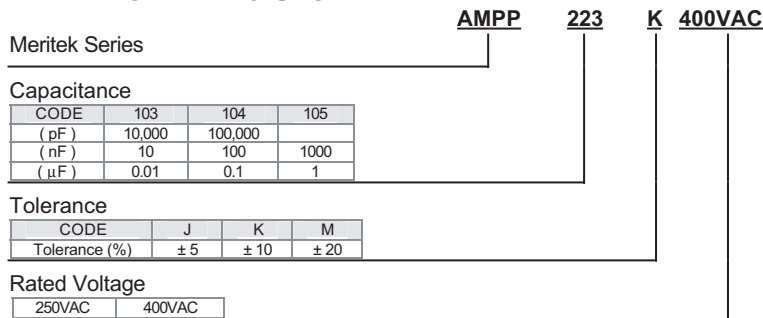 AMPP 223 K 400VAC
Meritek Series
Capacitance
CODE 103 104 105
( pF ) 10,000 100,000
( nF ) 10 100 1000
( μF ) 0.01 0.1 1
Tolerance
CODE J K M
Tolerance (%) ± 5 ± 10 ± 20
Rated Voltage
250VAC 400VAC